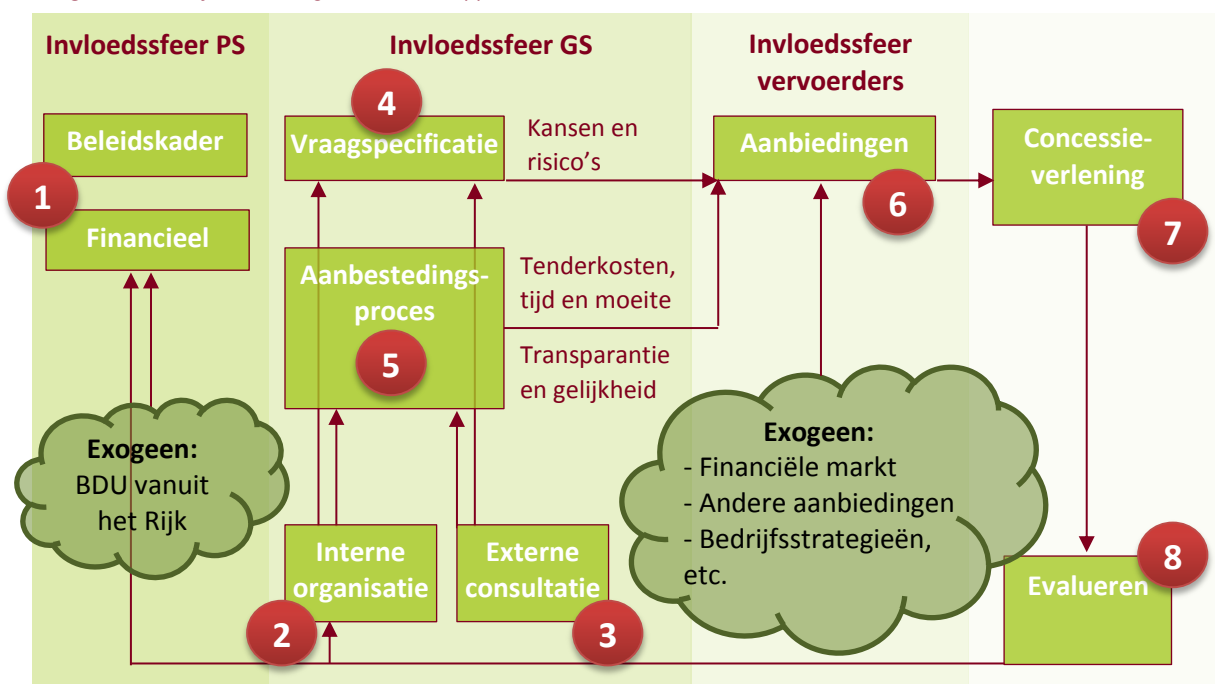 Invloedssfeer PS
Invloedssfeer GS
Invloedssfeer
vervoerders
4
Beleidskader
Vraagspecificatie
Kansen en
risico's
Aanbiedingen
Concessie-
verlening
1
6
7
Financieel
Aanbestedings-
proces
5
Tenderkosten,
tijd en moeite
Transparantie
en gelijkheid
Exogeen:
BDU vanuit
het Rijk
Exogeen:
- Financiële markt
- Andere aanbiedingen
- Bedrijfsstrategieën,
etc.
Interne
organisatie
2
Externe
consultatie
3
8
Evalueren